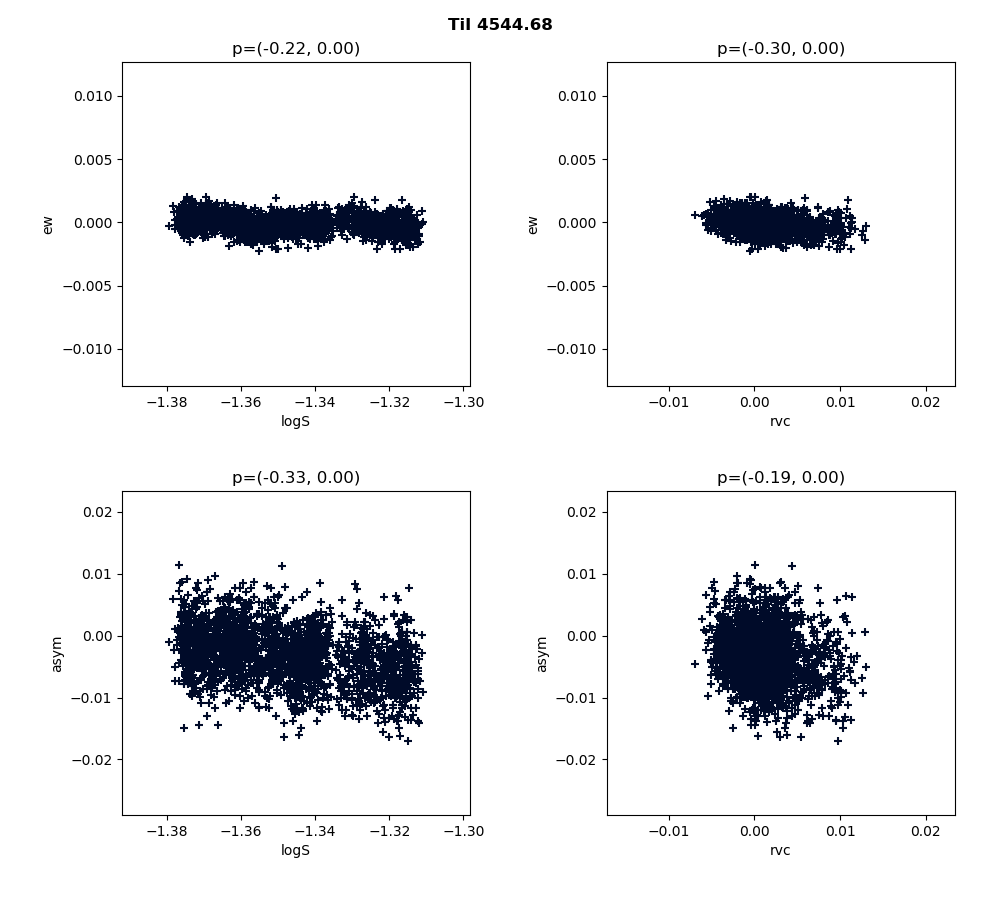 TiI 4544.68
p=(-0.22, 0.00)
0.010
0.005
0.000
−0.005
−0.010
ew
−1.38 −1.36 −1.34 −1.32 −1.30
logS
p=(-0.30, 0.00)
0.010
0.005
0.000
−0.005
−0.010
ew
−0.01 0.00 0.01 0.02
rvc
p=(-0.33, 0.00)
0.02
0.01
0.00
−0.01
−0.02
asym
−1.38 −1.36 −1.34 −1.32 −1.30
logS
p=(-0.19, 0.00)
0.02
0.01
0.00
−0.01
−0.02
asym
−0.01 0.00 0.01 0.02
rvc